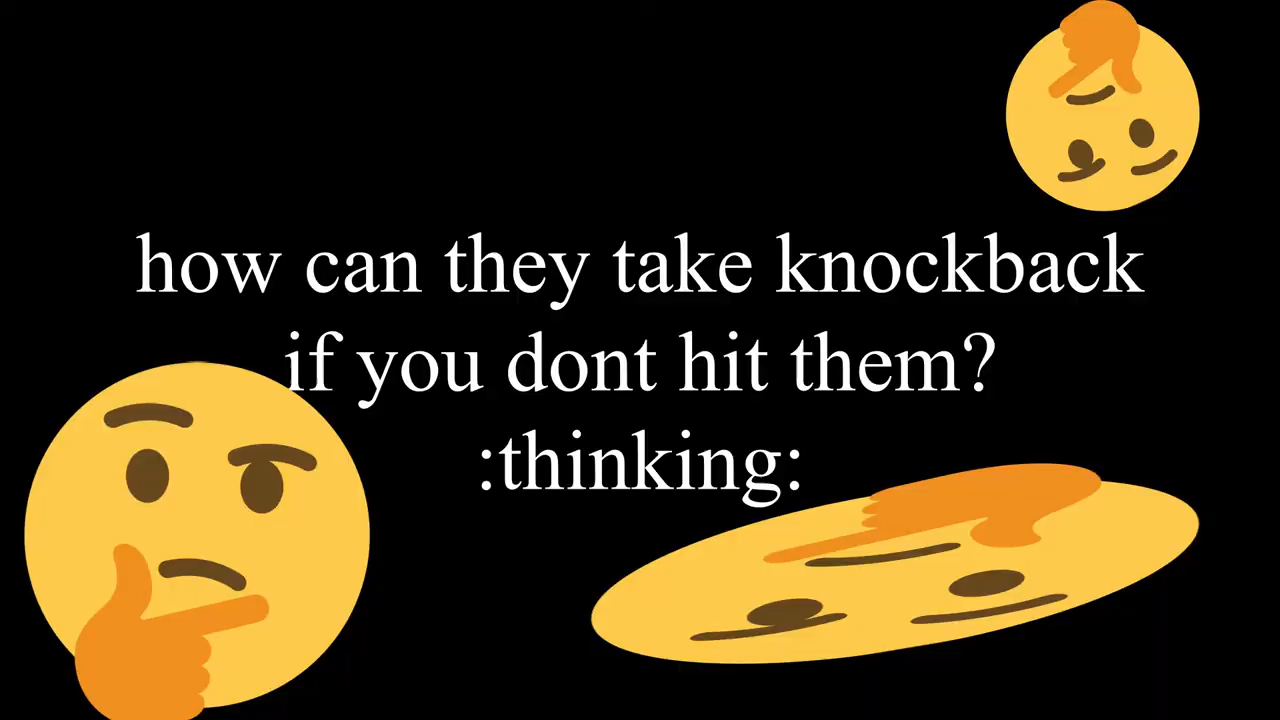 how can they take knockback
if you dont hit them?
:thinking: